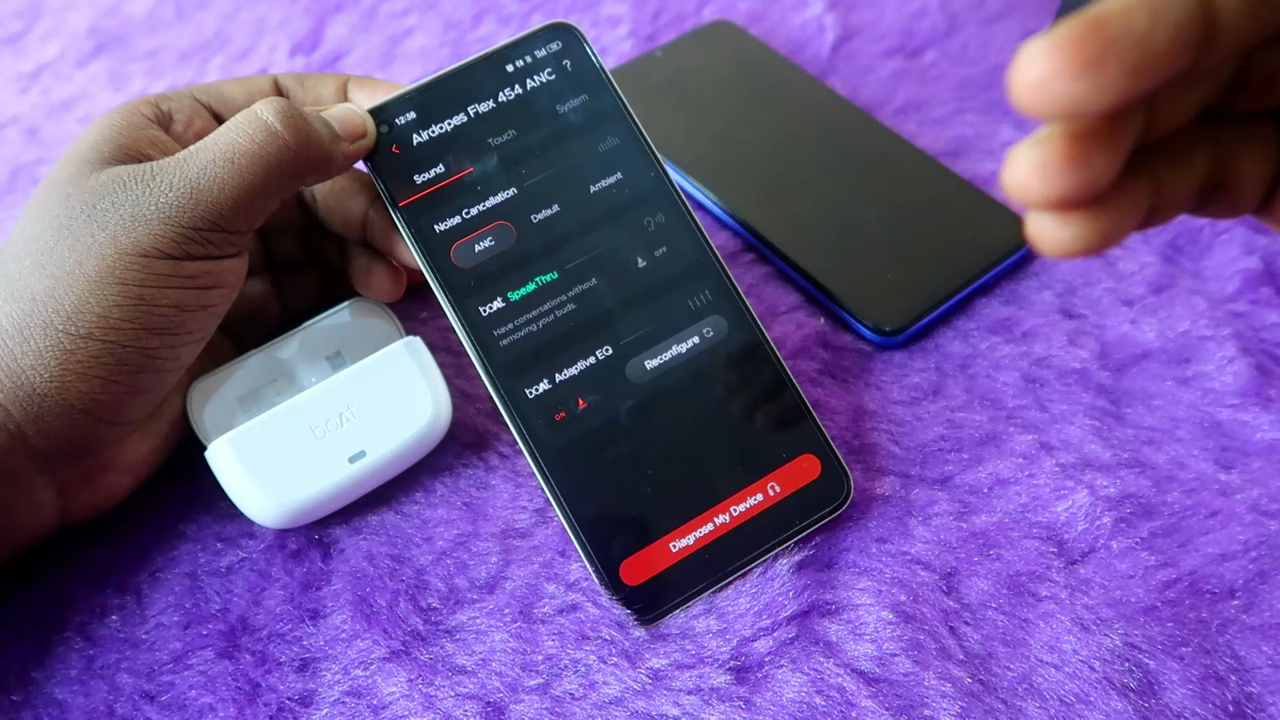 12:36
Airdopes Flex 454 ANC ?
Sound Touch System
Noise Cancellation
ANC Default Ambient
boAt SpeakThru
OFF
Have conversations without
removing your buds.
boAt Adaptive EQ
ON
Reconfigure
Diagnose My Device
boAt